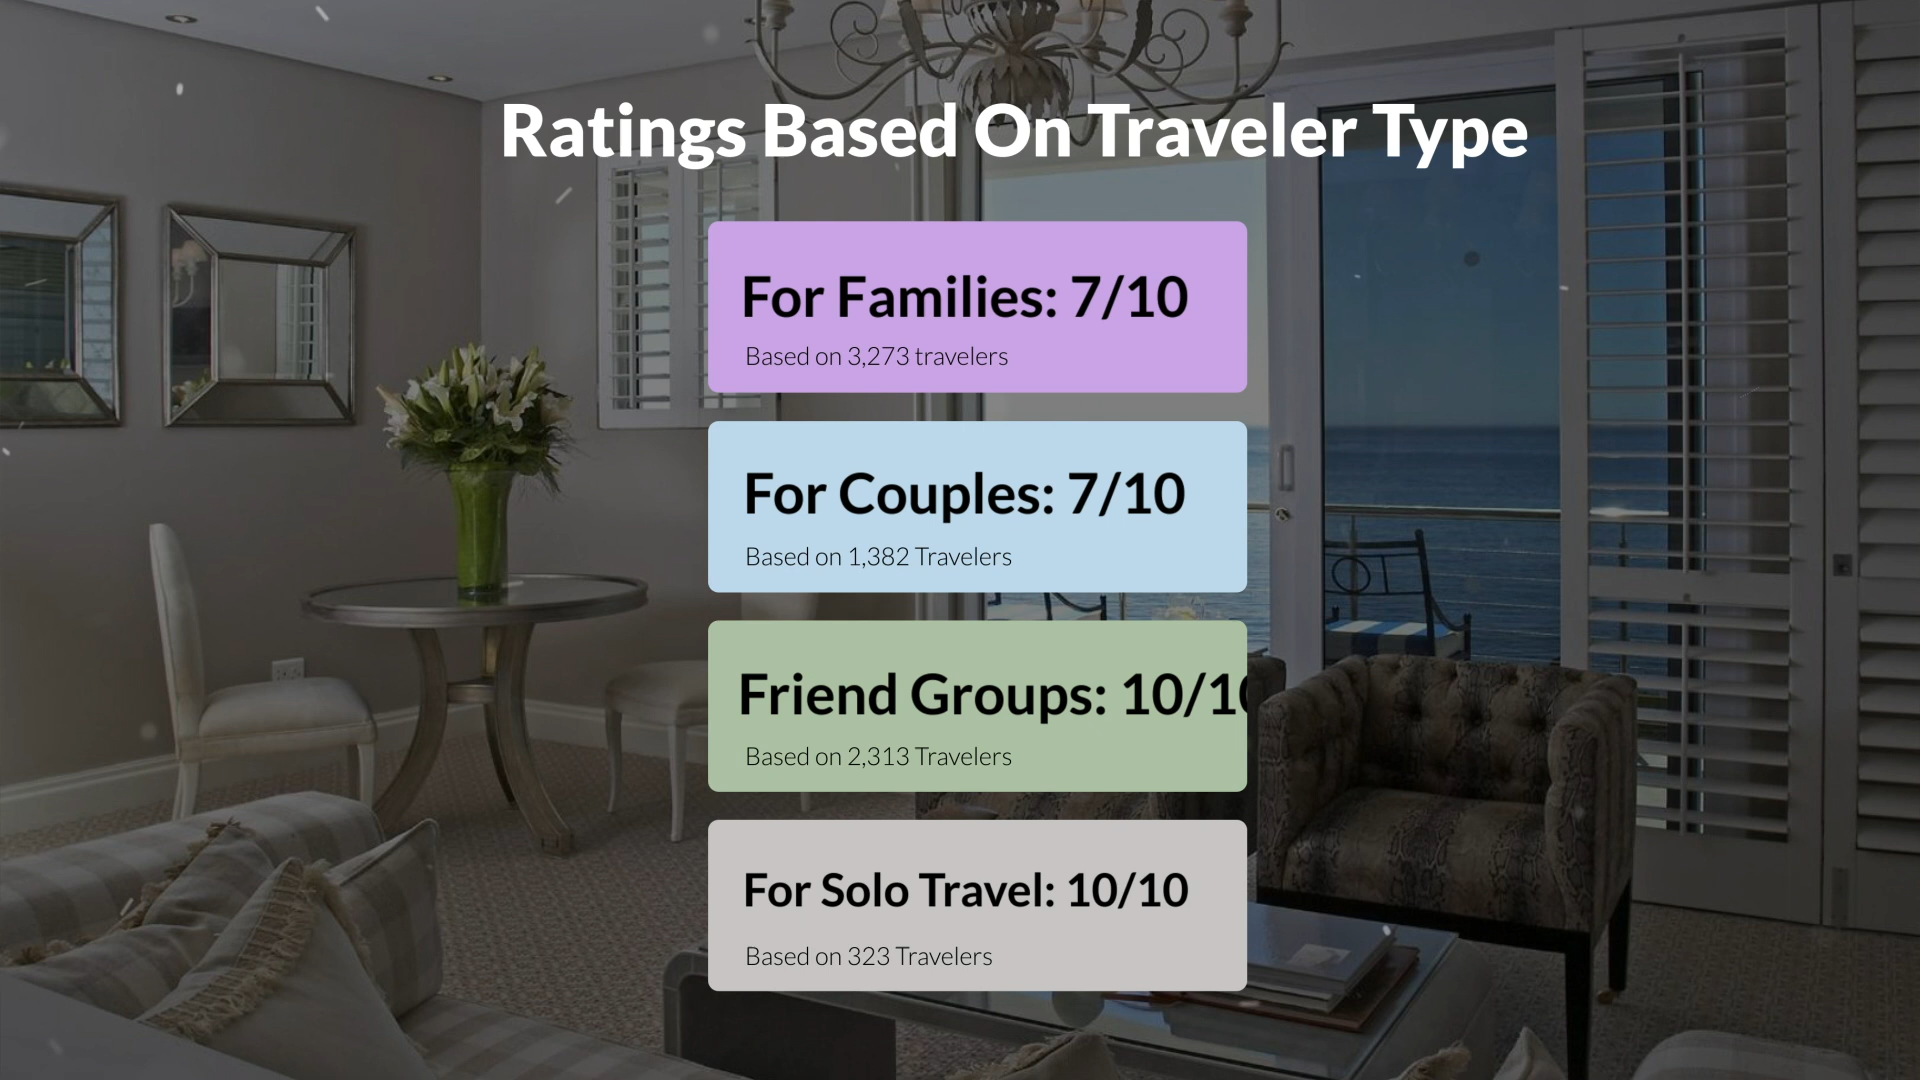 Ratings Based On Traveler Type
For Families: 7/10
Based on 3,273 travelers
For Couples: 7/10
Based on 1,382 Travelers
Friend Groups: 10/10
Based on 2,313 Travelers
For Solo Travel: 10/10
Based on 323 Travelers